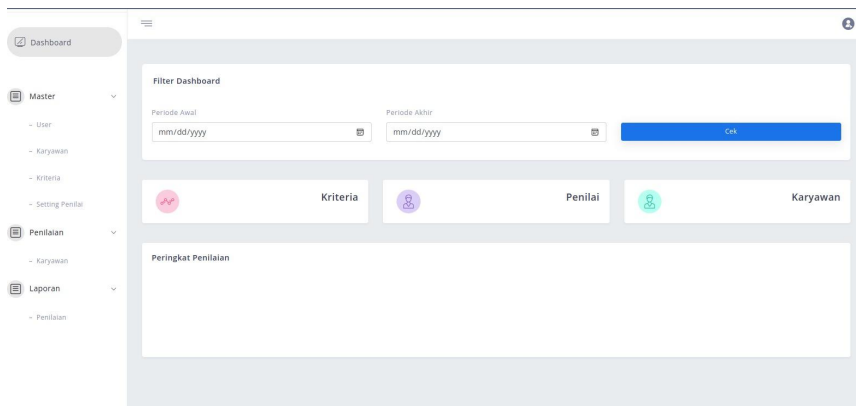 Dashboard
Master
- User
- Karyawan
- Kriteria
- Setting Penilai
Penilaian
- Karyawan
Laporan
- Penilaian
Filter Dashboard
Periode Awal
mm/dd/yyyy
Periode Akhir
mm/dd/yyyy
Cek
Kriteria
Penilai
Karyawan
Peringkat Penilaian